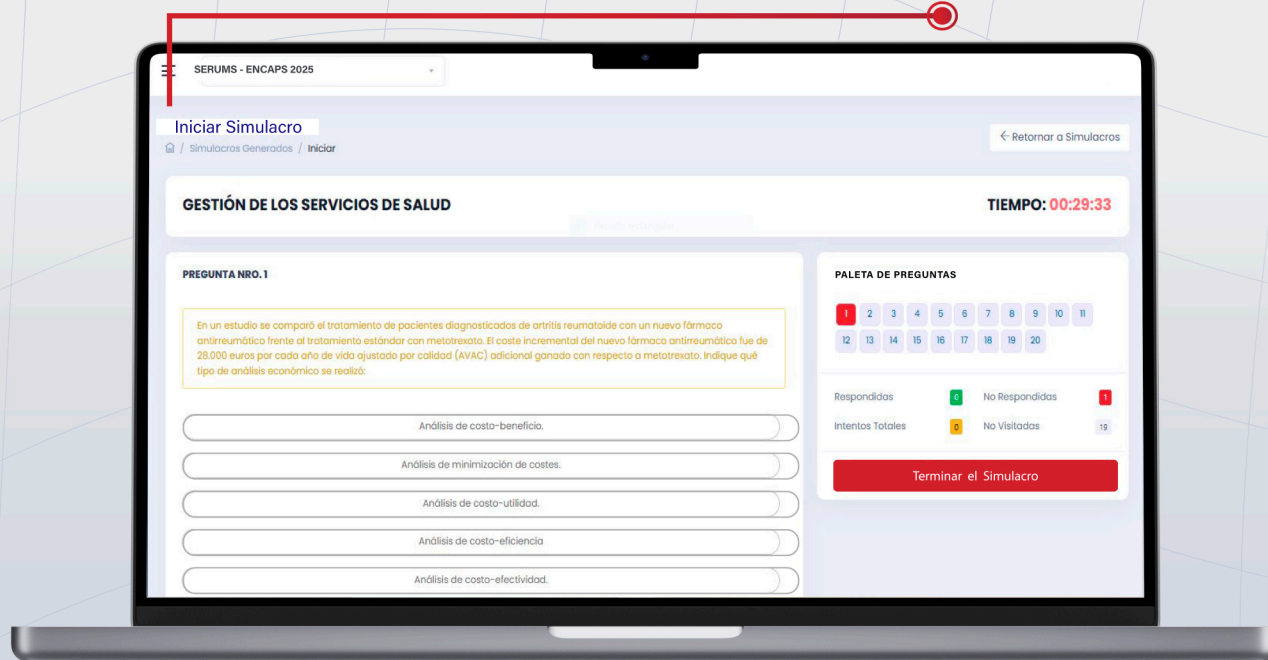 SERUMS - ENCAPS 2025
Iniciar Simulacro
/ Simulacros Generados / Iniciar
← Retornar a Simulacros
GESTIÓN DE LOS SERVICIOS DE SALUD
TIEMPO: 00:29:33
PREGUNTA NRO. 1
En un estudio se comparó el tratamiento de pacientes diagnosticados de artritis reumatoide con un nuevo fármaco
antirreumático frente al tratamiento estándar con metotrexato. El coste incremental del nuevo fármaco antirreumático fue de
28.000 euros por cada año de vida ajustado por calidad (AVAC) adicional ganado con respecto a metotrexato. Indique qué
tipo de análisis económico se realizó:
Análisis de costo-beneficio.
Análisis de minimización de costes.
Análisis de costo-utilidad.
Análisis de costo-eficiencia
Análisis de costo-efectividad.
PALETA DE PREGUNTAS
1 2 3 4 5 6 7 8 9 10 11
12 13 14 15 16 17 18 19 20
Respondidas 0 No Respondidas 1
Intentos Totales 0 No Visitadas 19
Terminar el Simulacro